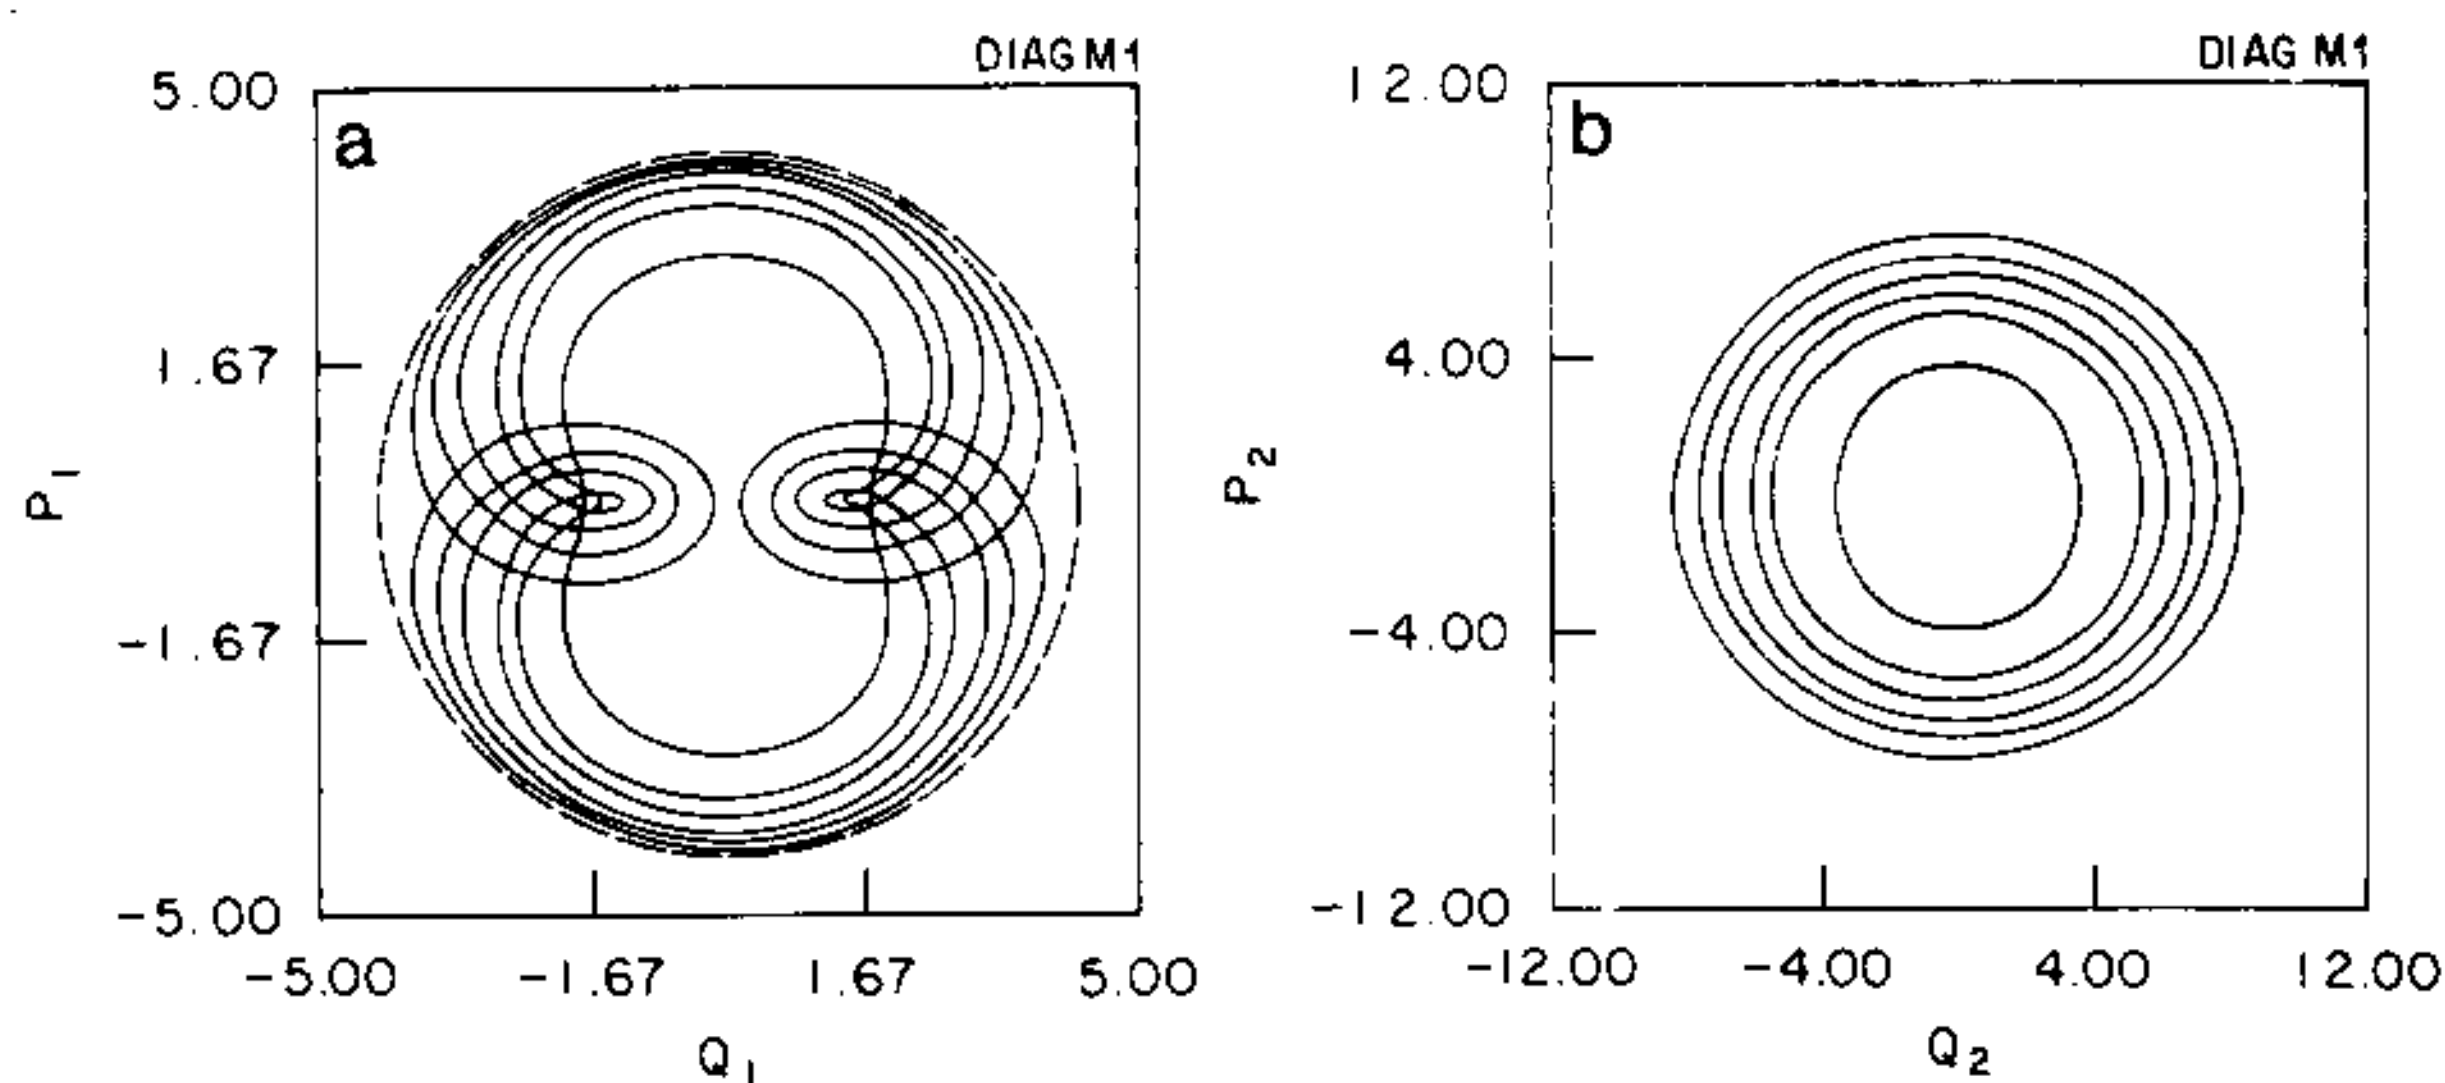 DIAG M1
a
5.00
1.67
-1.67
-5.00
P1
-5.00 -1.67 1.67 5.00
Q1
DIAG M1
b
12.00
4.00
-4.00
-12.00
P2
-12.00 -4.00 4.00 12.00
Q2